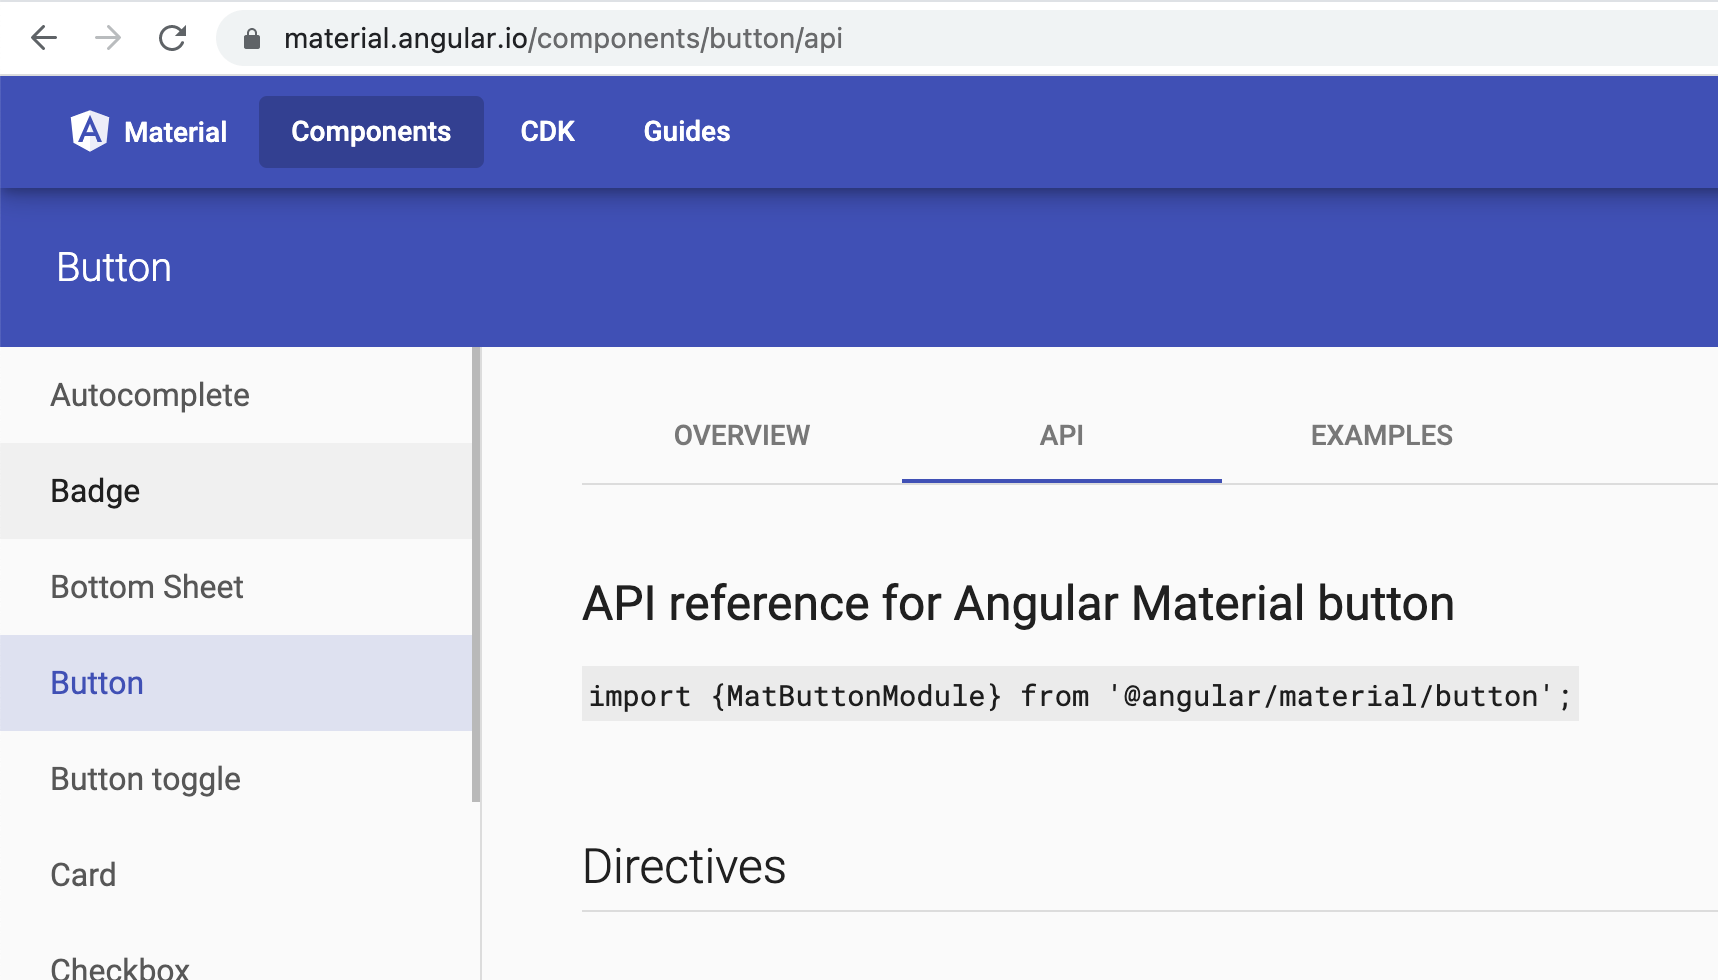 material.angular.io/components/button/api
Material Components CDK Guides
Button
Autocomplete
Badge
Bottom Sheet
Button
Button toggle
Card
Checkbox
OVERVIEW API EXAMPLES
API reference for Angular Material button
import {MatButtonModule} from '@angular/material/button';
Directives